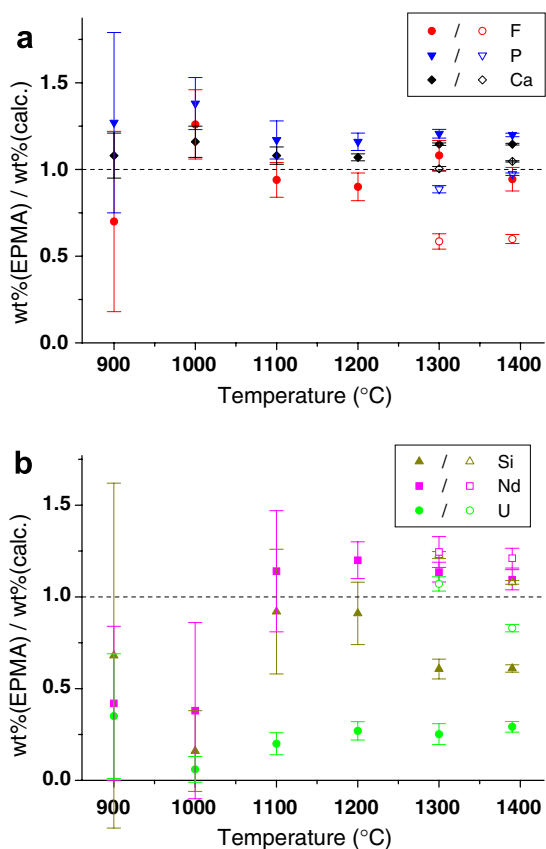 a
/ F
/ P
/ Ca
1.5
1.0
0.5
0.0
wt%(EPMA) / wt%(calc.)
900 1000 1100 1200 1300 1400
Temperature (°C)
b
/ Si
/ Nd
/ U
1.5
1.0
0.5
0.0
wt%(EPMA) / wt%(calc.)
900 1000 1100 1200 1300 1400
Temperature (°C)